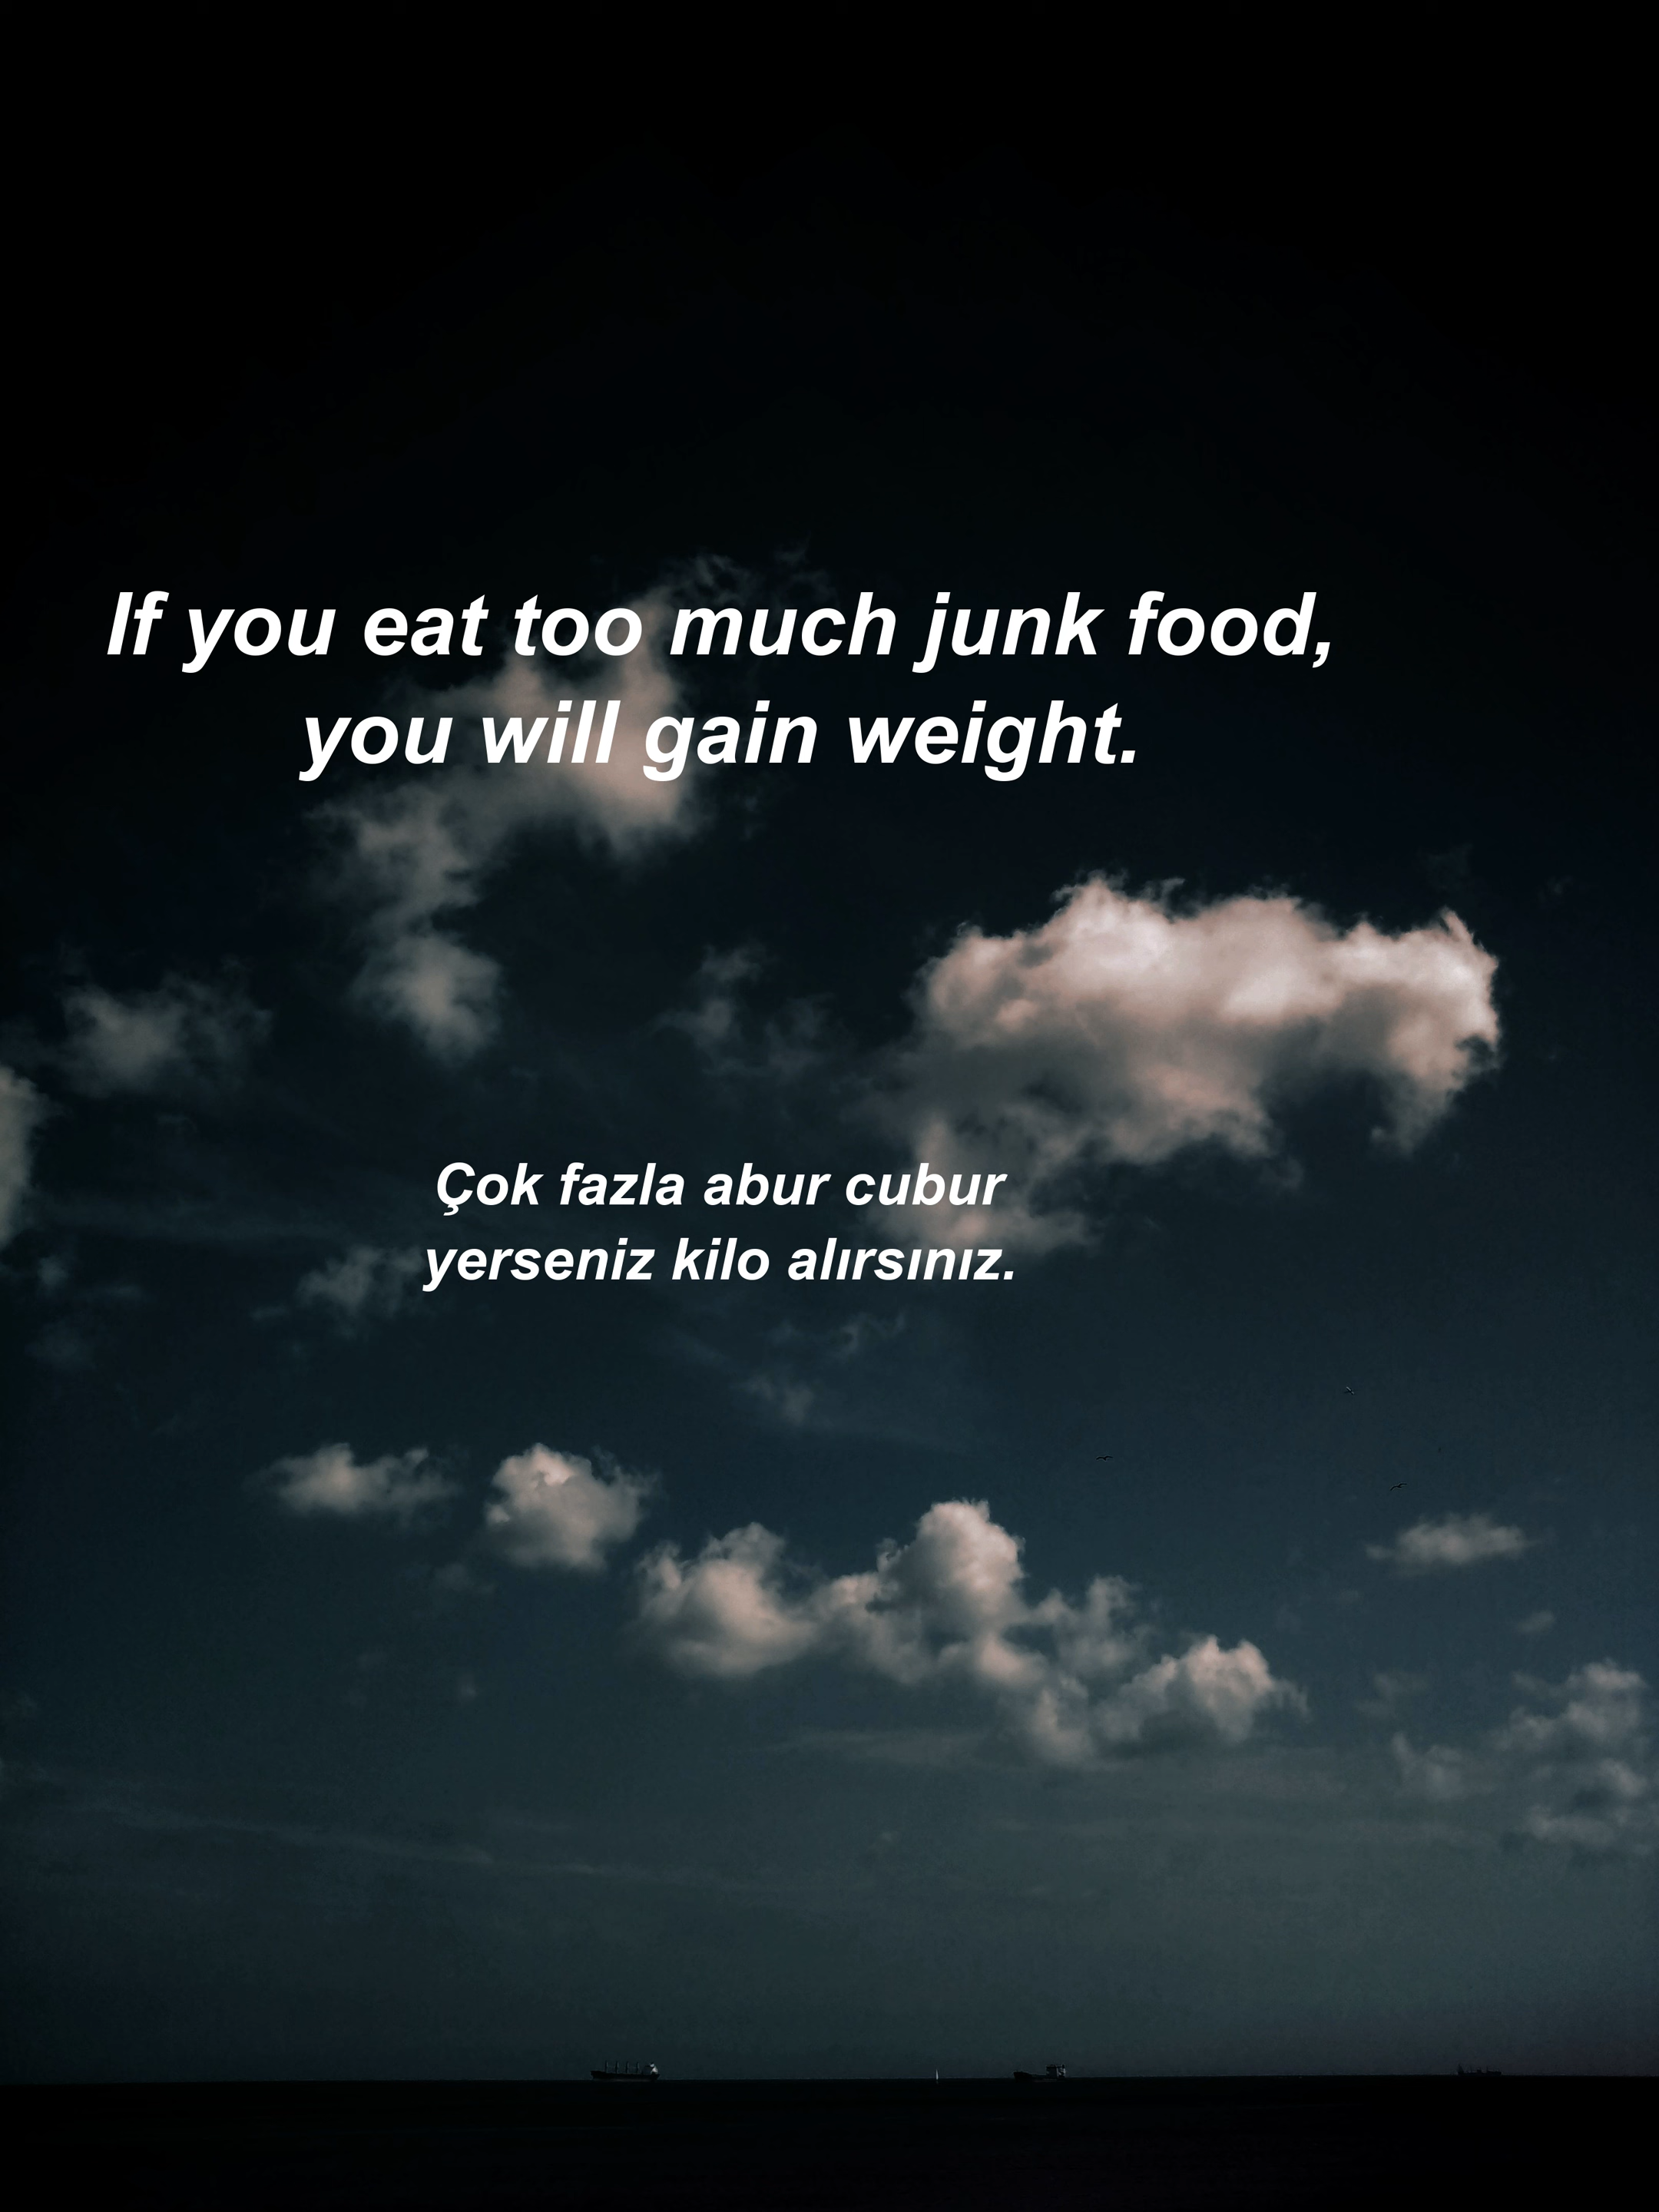 If you eat too much junk food,
you will gain weight.
Çok fazla abur cubur
yerseniz kilo alırsınız.